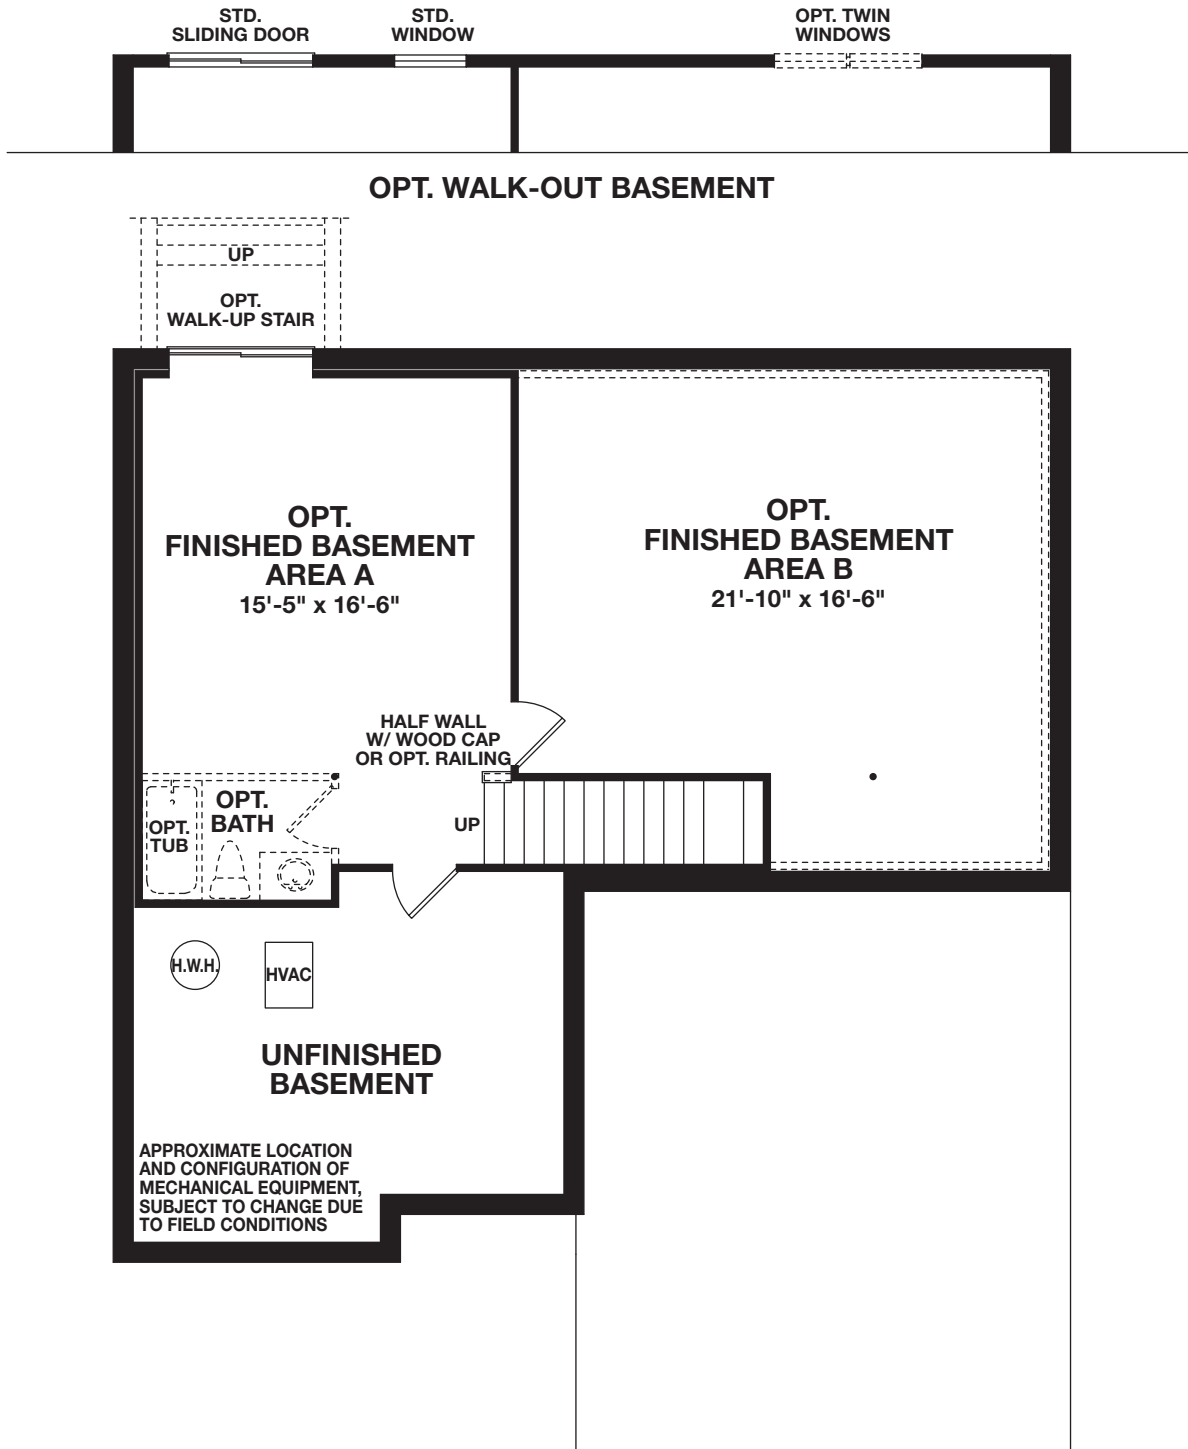 STD.
SLIDING DOOR
STD.
WINDOW
OPT. TWIN
WINDOWS
OPT. WALK-OUT BASEMENT
UP
OPT.
WALK-UP STAIR
OPT.
FINISHED BASEMENT
AREA A
15'-5" x 16'-6"
OPT.
FINISHED BASEMENT
AREA B
21'-10" x 16'-6"
HALF WALL
W/ WOOD CAP
OR OPT. RAILING
OPT.
BATH
OPT.
TUB
UP
H.W.H.
HVAC
UNFINISHED
BASEMENT
APPROXIMATE LOCATION
AND CONFIGURATION OF
MECHANICAL EQUIPMENT,
SUBJECT TO CHANGE DUE
TO FIELD CONDITIONS